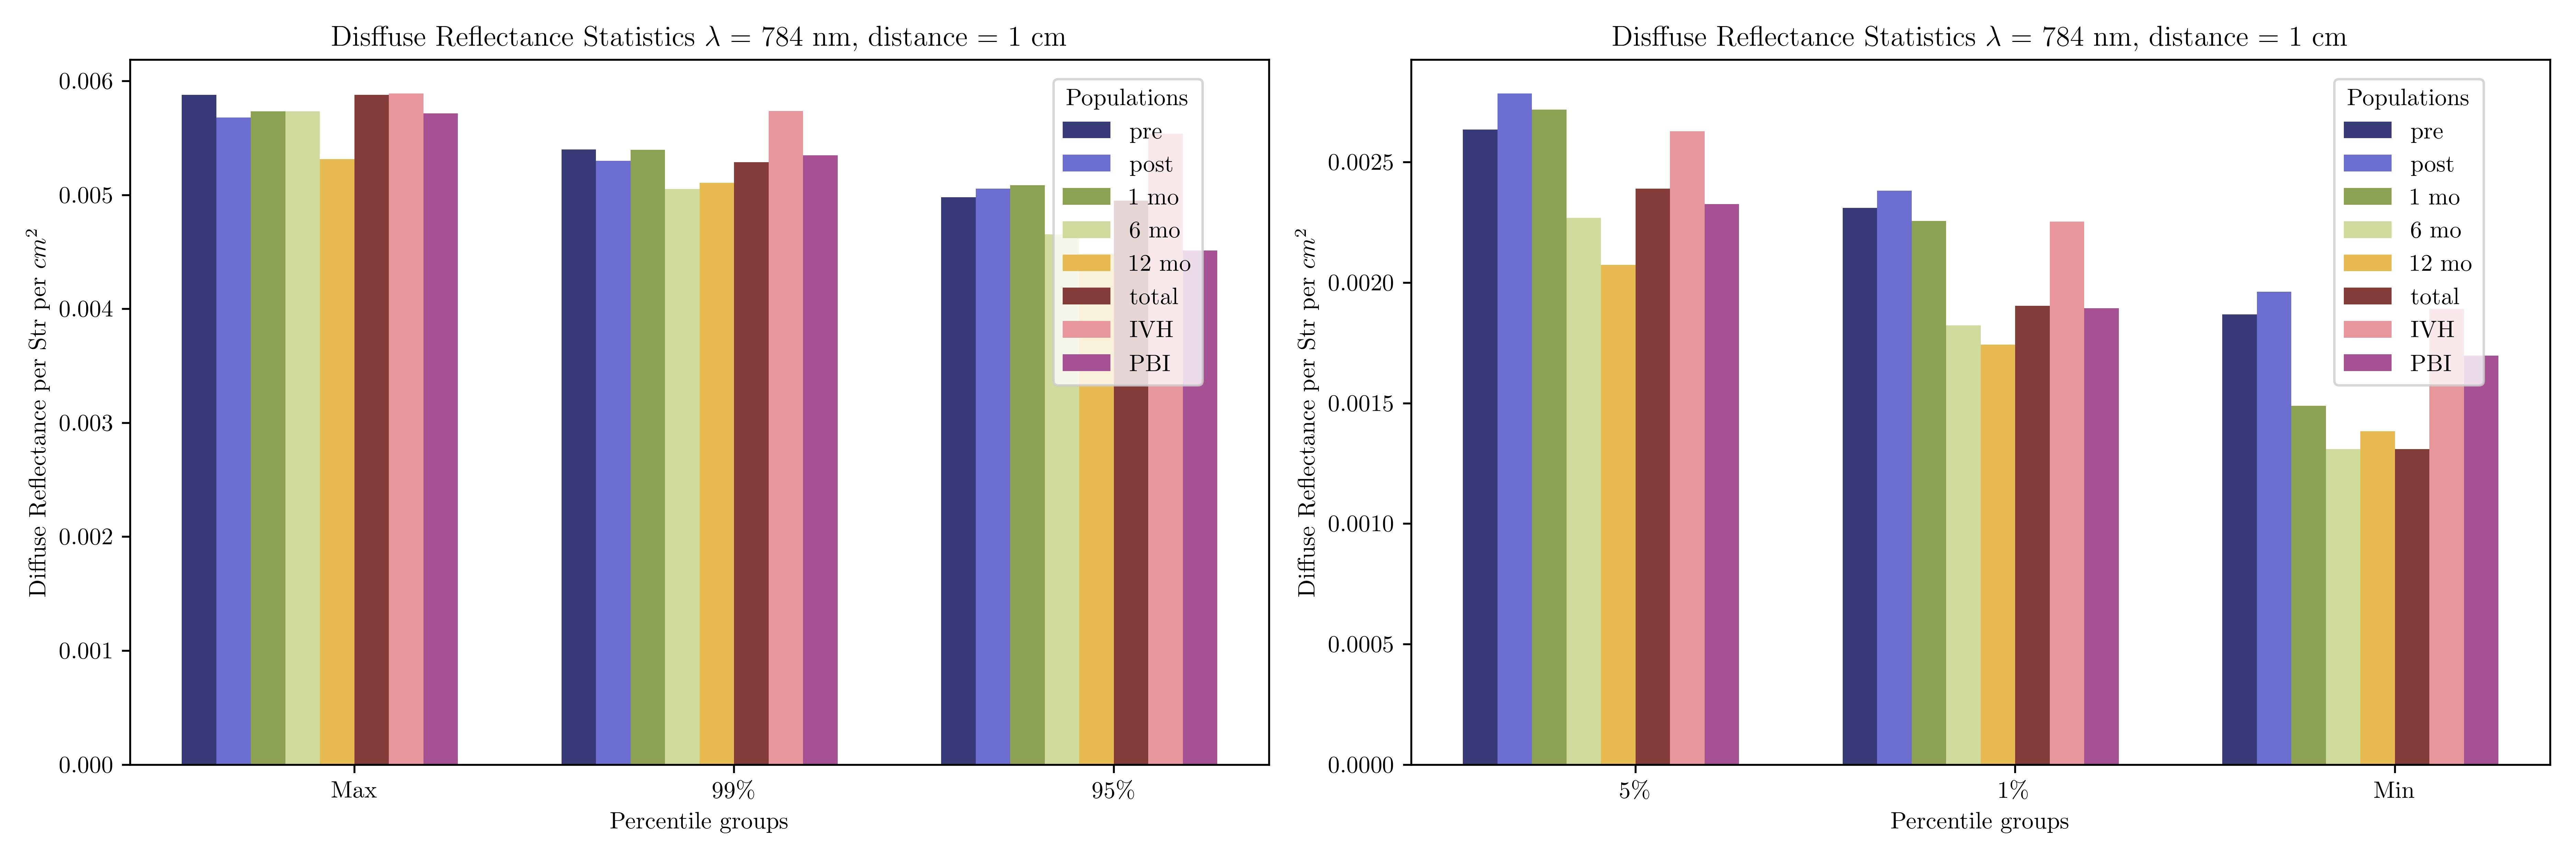 Disffuse Reflectance Statistics λ = 784 nm, distance = 1 cm
Diffuse Reflectance per Str per cm²
0.006
0.005
0.004
0.003
0.002
0.001
0.000
Populations
pre
post
1 mo
6 mo
12 mo
total
IVH
PBI
Max 99% 95%
Percentile groups
Disffuse Reflectance Statistics λ = 784 nm, distance = 1 cm
Diffuse Reflectance per Str per cm²
0.0025
0.0020
0.0015
0.0010
0.0005
0.0000
Populations
pre
post
1 mo
6 mo
12 mo
total
IVH
PBI
5% 1% Min
Percentile groups